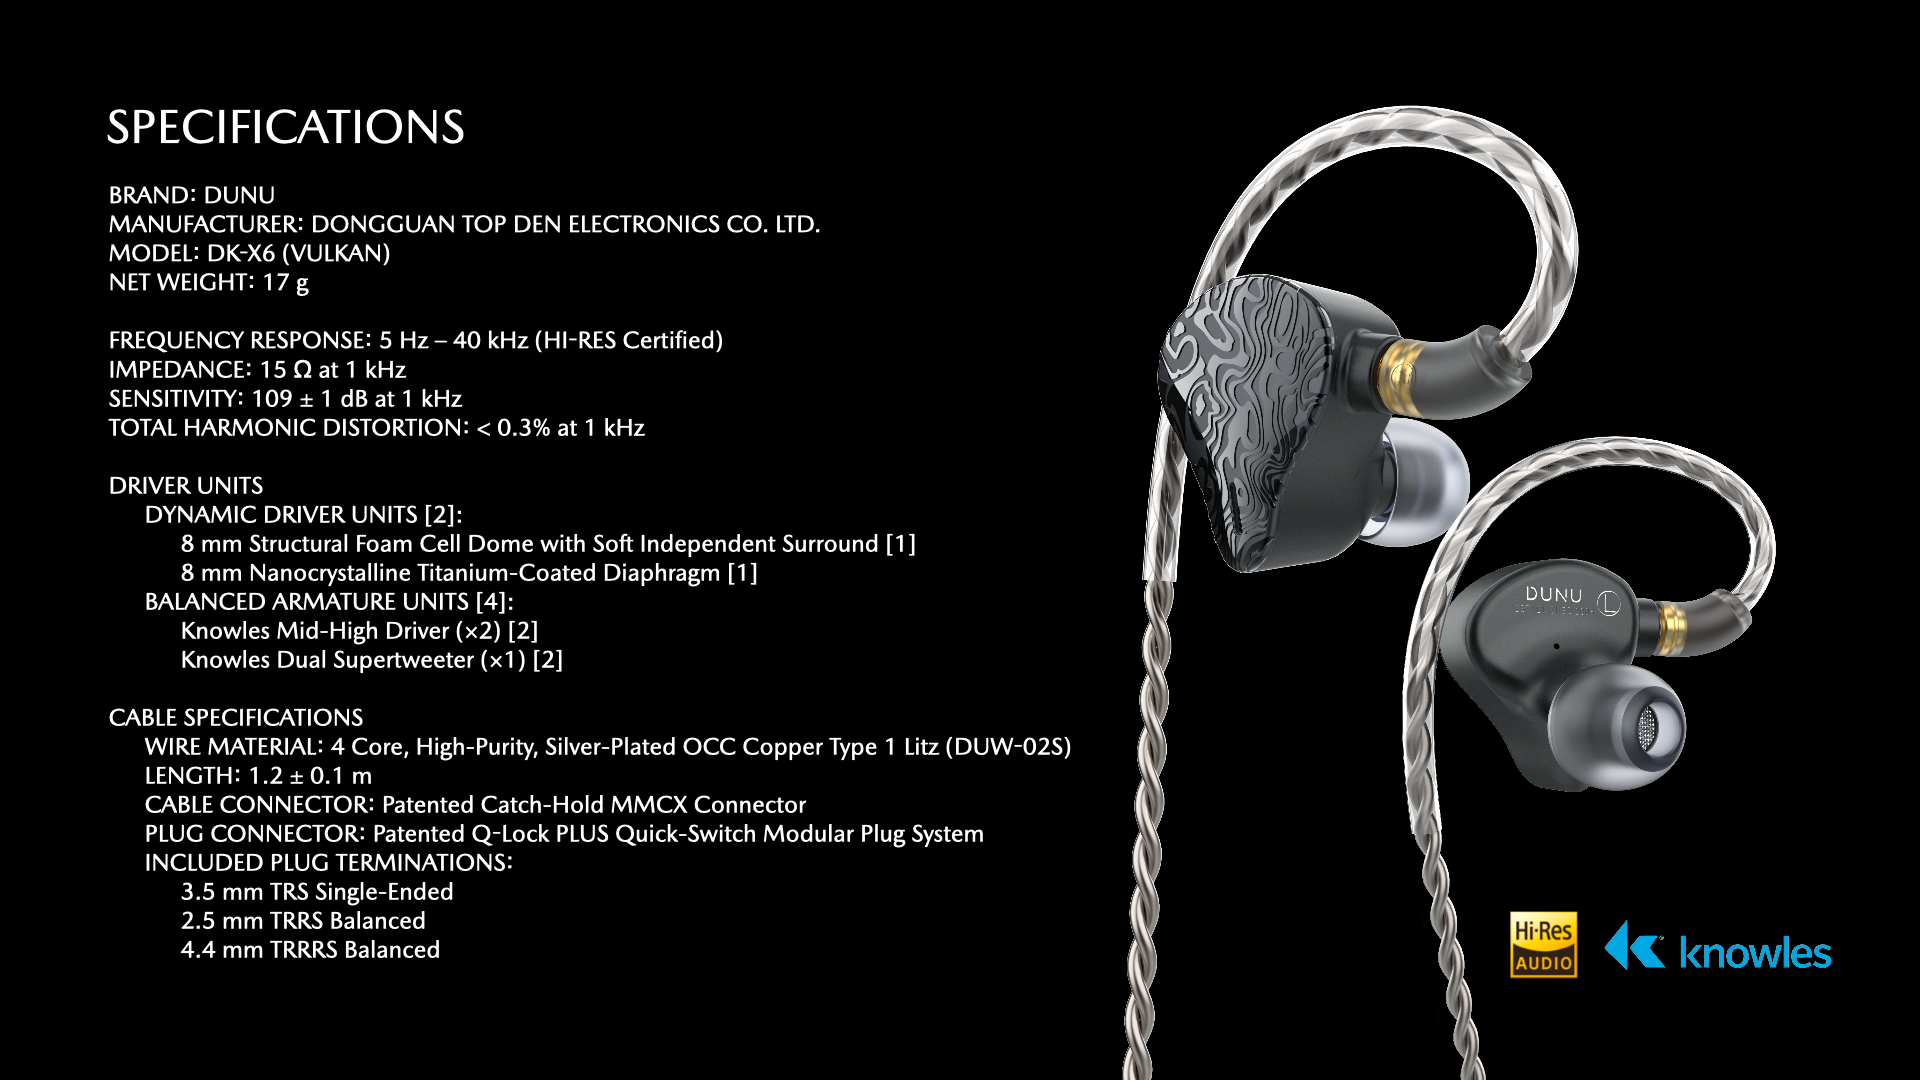 SPECIFICATIONS
BRAND: DUNU
MANUFACTURER: DONGGUAN TOP DEN ELECTRONICS CO. LTD.
MODEL: DK-X6 (VULKAN)
NET WEIGHT: 17 g
FREQUENCY RESPONSE: 5 Hz – 40 kHz (HI-RES Certified)
IMPEDANCE: 15 Ω at 1 kHz
SENSITIVITY: 109 ± 1 dB at 1 kHz
TOTAL HARMONIC DISTORTION: < 0.3% at 1 kHz
DRIVER UNITS
DYNAMIC DRIVER UNITS [2]:
8 mm Structural Foam Cell Dome with Soft Independent Surround [1]
8 mm Nanocrystalline Titanium-Coated Diaphragm [1]
BALANCED ARMATURE UNITS [4]:
Knowles Mid-High Driver (×2) [2]
Knowles Dual Supertweeter (×1) [2]
CABLE SPECIFICATIONS
WIRE MATERIAL: 4 Core, High-Purity, Silver-Plated OCC Copper Type 1 Litz (DUW-02S)
LENGTH: 1.2 ± 0.1 m
CABLE CONNECTOR: Patented Catch-Hold MMCX Connector
PLUG CONNECTOR: Patented Q-Lock PLUS Quick-Switch Modular Plug System
INCLUDED PLUG TERMINATIONS:
3.5 mm TRS Single-Ended
2.5 mm TRRS Balanced
4.4 mm TRRRS Balanced
DUNU
L
Hi-Res
AUDIO
knowles